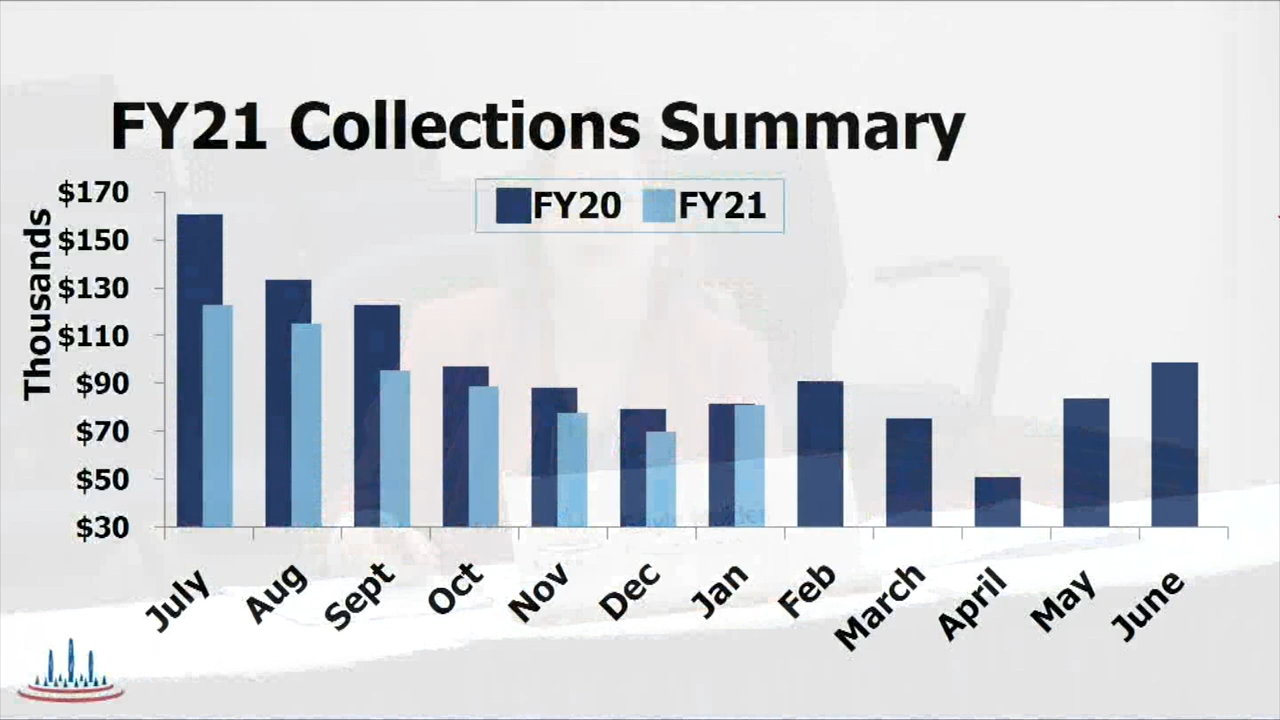 FY21 Collections Summary
FY20 FY21
Thousands
$170
$150
$130
$110
$90
$70
$50
$30
July Aug Sept Oct Nov Dec Jan Feb March April May June